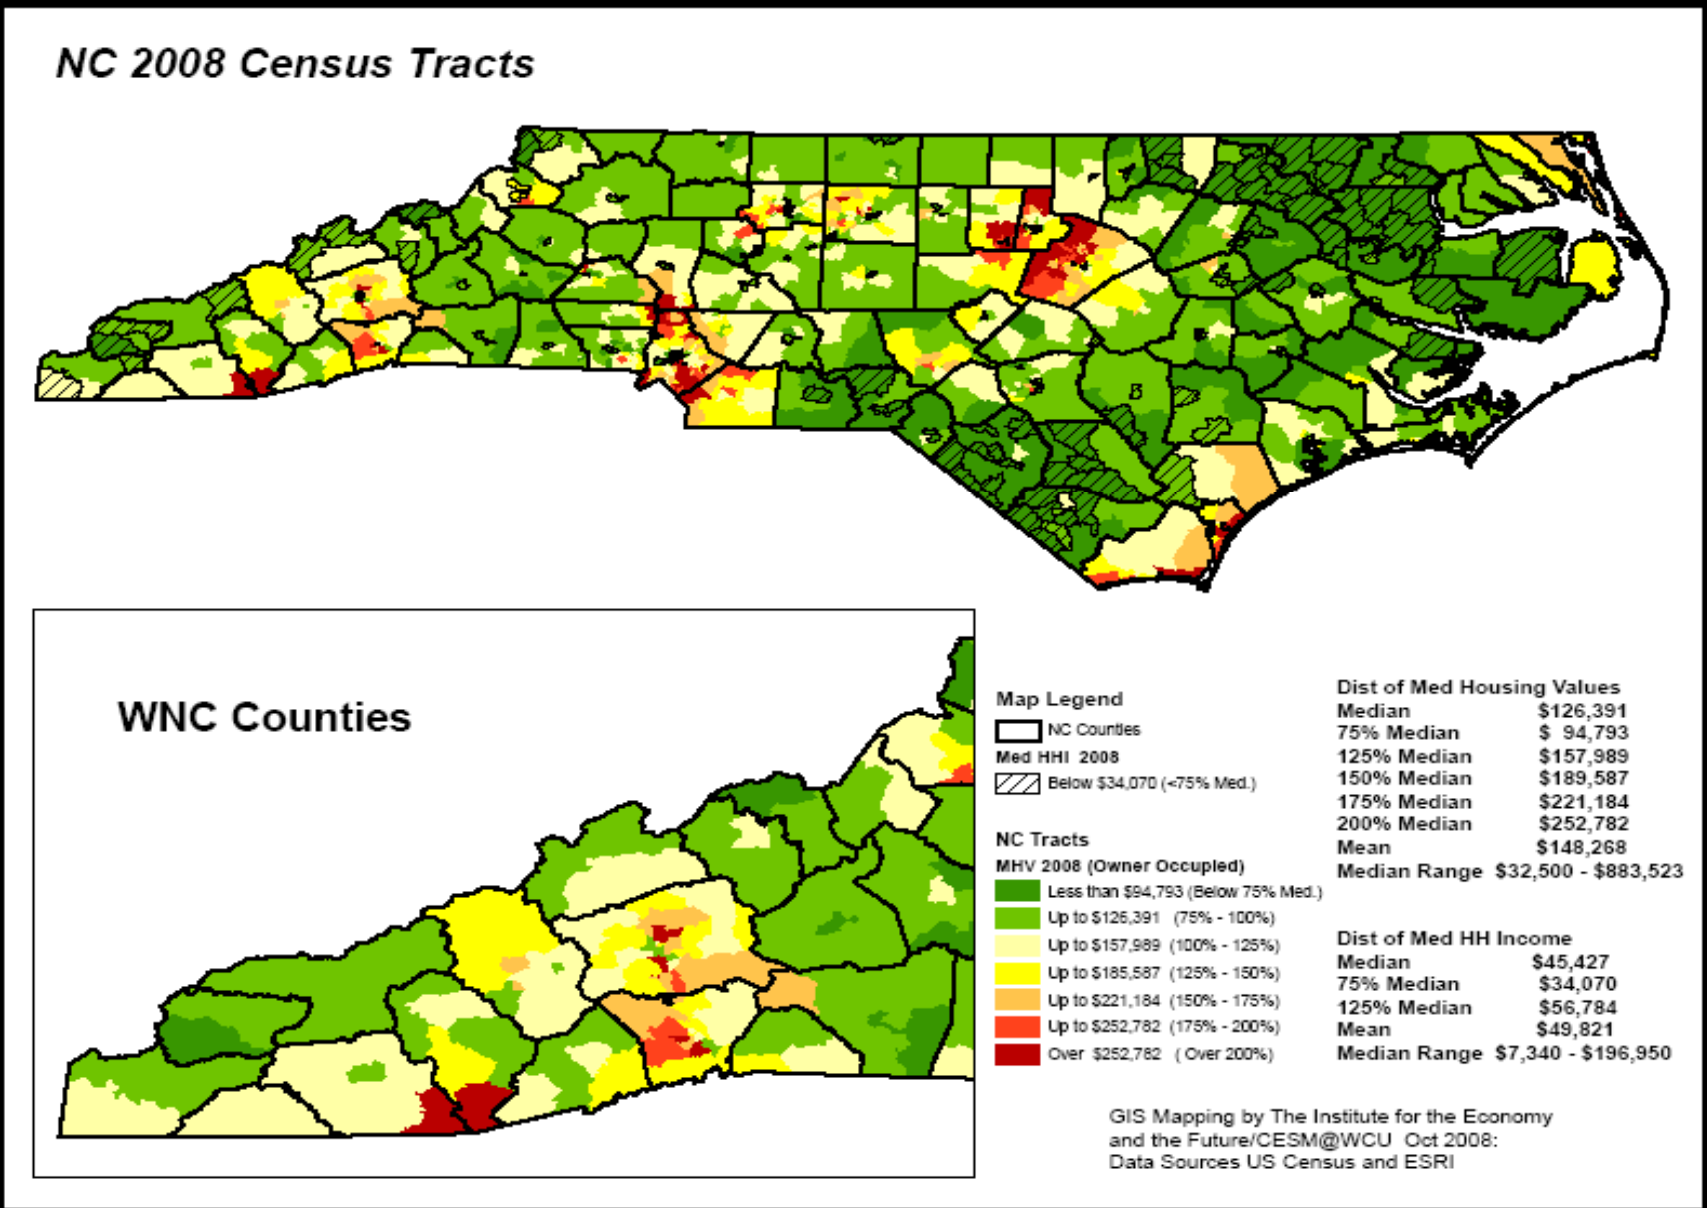 NC 2008 Census Tracts
WNC Counties
Map Legend
NC Counties
Med HHI 2008
Below $34,070 (<75% Med.)
NC Tracts
MHV 2008 (Owner Occupied)
Less than $94,793 (Below 75% Med.)
Up to $126,391 (75% - 100%)
Up to $157,989 (100% - 125%)
Up to $185,587 (125% - 150%)
Up to $221,184 (150% - 175%)
Up to $252,782 (175% - 200%)
Over $252,782 ( Over 200%)
Dist of Med Housing Values
Median $126,391
75% Median $ 94,793
125% Median $157,989
150% Median $189,587
175% Median $221,184
200% Median $252,782
Mean $148,268
Median Range $32,500 - $883,523
Dist of Med HH Income
Median $45,427
75% Median $34,070
125% Median $56,784
Mean $49,821
Median Range $7,340 - $196,950
GIS Mapping by The Institute for the Economy
and the Future/CESM@WCU Oct 2008:
Data Sources US Census and ESRI